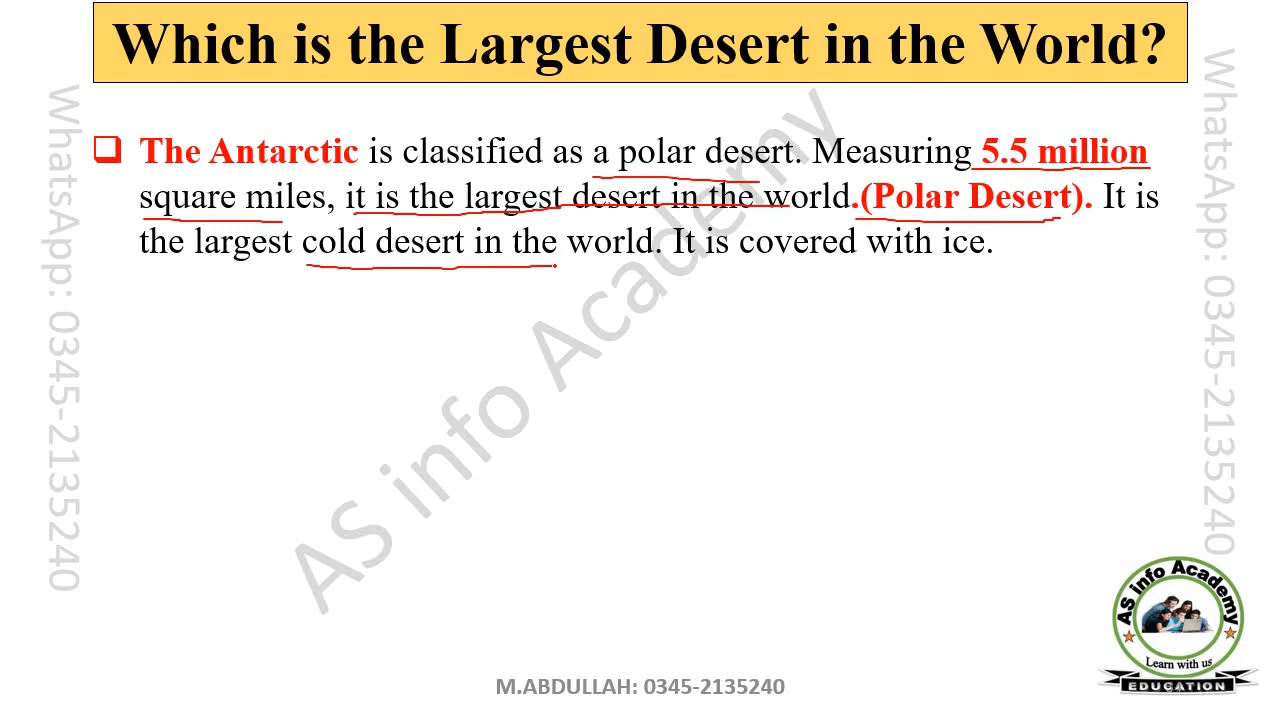 Which is the Largest Desert in the World?
The Antarctic is classified as a polar desert. Measuring 5.5 million
square miles, it is the largest desert in the world.(Polar Desert). It is
the largest cold desert in the world. It is covered with ice.
WhatsApp: 0345-2135240
WhatsApp: 0345-2135240
AS info Academy
AS info Academy
Learn with us
EDUCATION
M.ABDULLAH: 0345-2135240